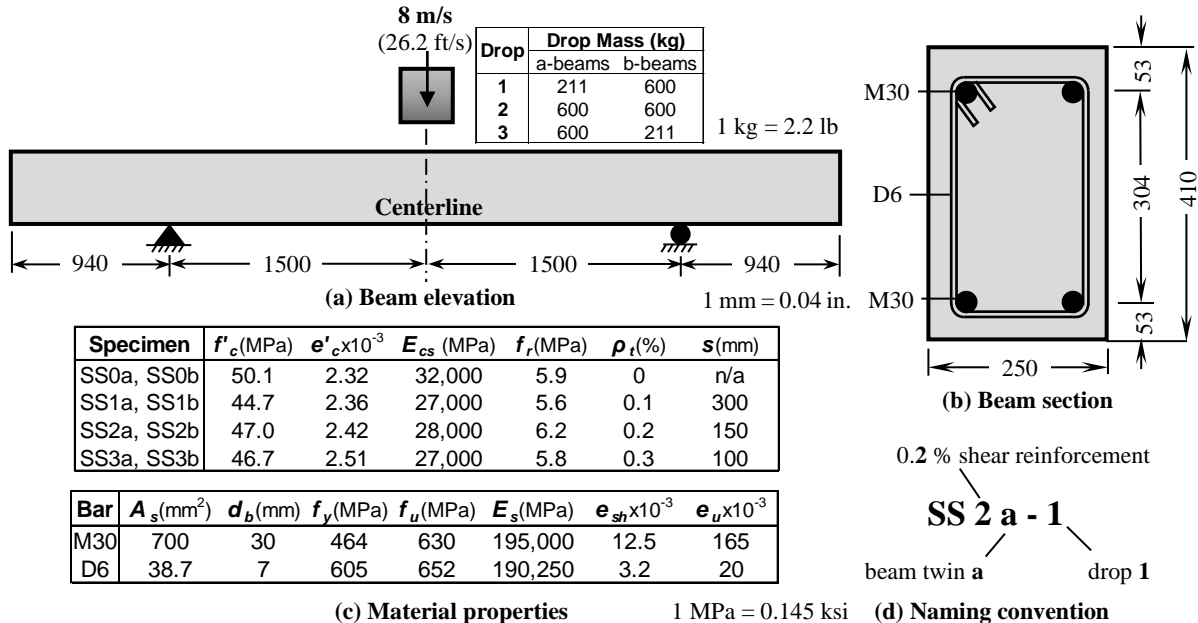 8 m/s
(26.2 ft/s)
Drop Drop Mass (kg)
a-beams b-beams
1 211 600
2 600 600
3 600 211
1 kg = 2.2 lb
Centerline
940 1500 1500 940
(a) Beam elevation
1 mm = 0.04 in.
M30
D6
M30
53
304
53
410
250
(b) Beam section
Specimen f'c(MPa) e'cx10-3 Ecs (MPa) fr(MPa) ρt(%) s(mm)
SS0a, SS0b 50.1 2.32 32,000 5.9 0 n/a
SS1a, SS1b 44.7 2.36 27,000 5.6 0.1 300
SS2a, SS2b 47.0 2.42 28,000 6.2 0.2 150
SS3a, SS3b 46.7 2.51 27,000 5.8 0.3 100
Bar As(mm2) db(mm) fy(MPa) fu(MPa) Es(MPa) eshx10-3 eux10-3
M30 700 30 464 630 195,000 12.5 165
D6 38.7 7 605 652 190,250 3.2 20
(c) Material properties
1 MPa = 0.145 ksi
0.2 % shear reinforcement
SS 2 a - 1
beam twin a
drop 1
(d) Naming convention